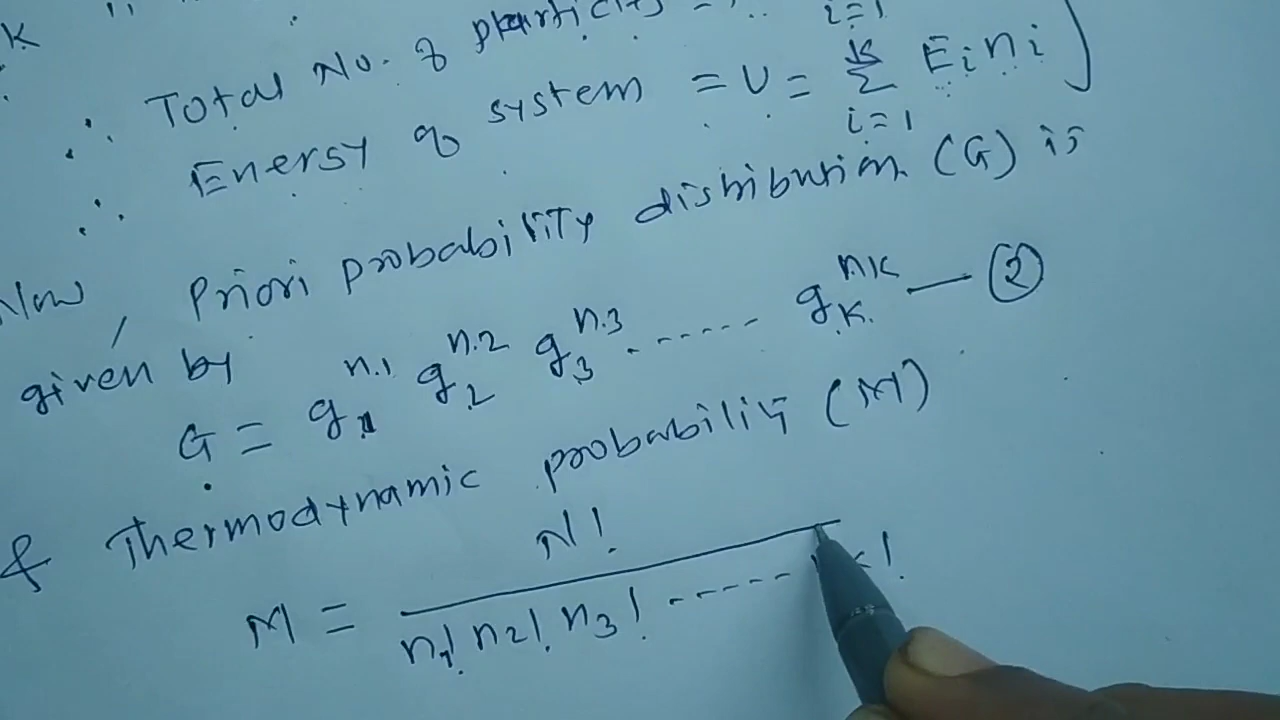 K " .
i=1
∴ Total No. of particles =
K
∴ Energy of system = U = Σ Eini ]
i=1
Now, Priori probability distribution (G) is
given by
G = g1^n1 g2^n2 g3^n3 ------ gK^nK — ②
& Thermodynamic probability (M)
N!
M = ―――――――――
n1! n2! n3! ------ K!